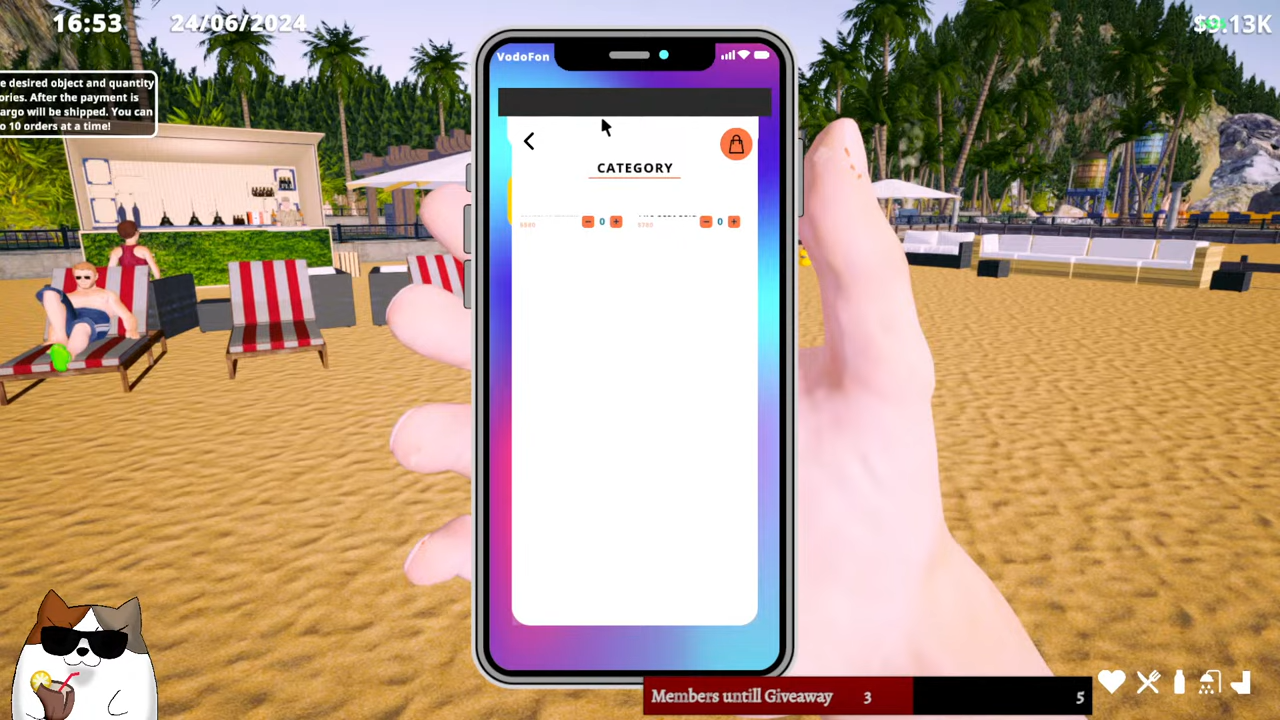 16:53
24/06/2024
$9.13K
VodoFon
e desired object and quantity
ories. After the payment is
argo will be shipped. You can
o 10 orders at a time!
CATEGORY
0
0
Members untill Giveaway 3 5